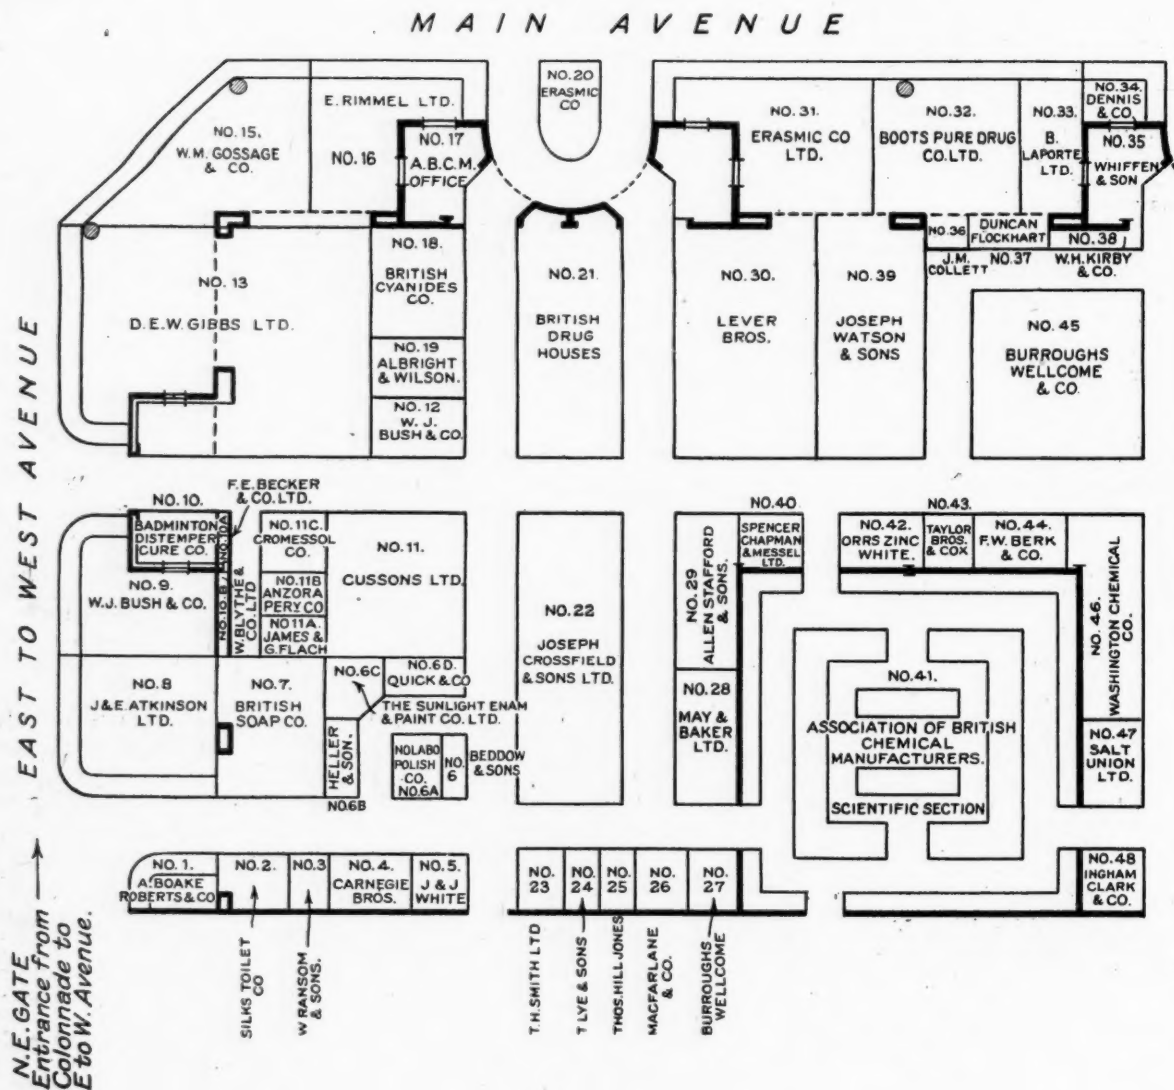 MAIN AVENUE
NO.20
ERASMIC
CO
NO.15.
W.M. GOSSAGE
& CO.
E. RIMMEL LTD.
NO.16
NO.17
A.B.C.M.
OFFICE
NO.31.
ERASMIC CO
LTD.
NO.32.
BOOTS PURE DRUG
CO. LTD.
NO.33.
B.
LAPORTE
LTD.
NO.34.
DENNIS
& CO.
NO.35
WHIFFEN
& SON
NO.36
J.M.
COLLETT
DUNCAN
FLOCKHART
NO.37
NO.38
W.H. KIRBY
& CO.
NO. 13
D.E.W. GIBBS LTD.
NO.18.
BRITISH
CYANIDES
CO.
NO.19
ALBRIGHT
& WILSON.
NO.12
W. J.
BUSH & CO.
NO.21.
BRITISH
DRUG
HOUSES
NO.30.
LEVER
BROS.
NO.39
JOSEPH
WATSON
& SONS
NO.45
BURROUGHS
WELLCOME
& CO.
EAST TO WEST AVENUE
NO.10.
BADMINTON
DISTEMPER
CURE CO.
F.E. BECKER
& CO. LTD.
NO.10A
NO.10.B
W. BLYTHE &
CO. LTD
NO.9.
W.J. BUSH & CO.
NO.11C.
CROMESSOL
CO.
NO.11B
ANZORA
PERY CO
NO11A.
JAMES &
G. FLACH
NO.11.
CUSSONS LTD.
NO.8
J & E. ATKINSON
LTD.
NO.7.
BRITISH
SOAP CO.
NO.6C
THE SUNLIGHT ENAM
& PAINT CO. LTD.
NO.6D.
QUICK & CO
HELLER
& SON.
NO.6B
NOLABO
POLISH
CO.
NO.6A
NO.
6
BEDDOW
& SONS
NO.22
JOSEPH
CROSSFIELD
& SONS LTD.
NO.29
ALLEN STAFFORD
& SONS.
NO.28
MAY &
BAKER
LTD.
NO.40
SPENCER
CHAPMAN
& MESSEL
LTD.
NO.42.
ORRS ZINC
WHITE.
NO.43.
TAYLOR
BROS.
& COX
NO.44.
F.W. BERK
& CO.
NO. 46.
WASHINGTON CHEMICAL
CO.
NO.41.
ASSOCIATION OF BRITISH
CHEMICAL
MANUFACTURERS.
SCIENTIFIC SECTION
NO.47
SALT
UNION
LTD.
NO.48
INGHAM
CLARK
& CO.
NO.1.
A. BOAKE
ROBERTS & CO
NO.2.
SILKS TOILET
CO
NO.3
W RANSOM
& SONS.
NO.4.
CARNEGIE
BROS.
NO.5.
J & J
WHITE
NO.
23
T.H. SMITH LTD
NO.
24
T LYE & SONS
NO.
25
THOS. HILL JONES
NO.
26
MACFARLANE
& CO.
NO.
27
BURROUGHS
WELLCOME
N.E. GATE
Entrance from
Colonnade to
E to W. Avenue.